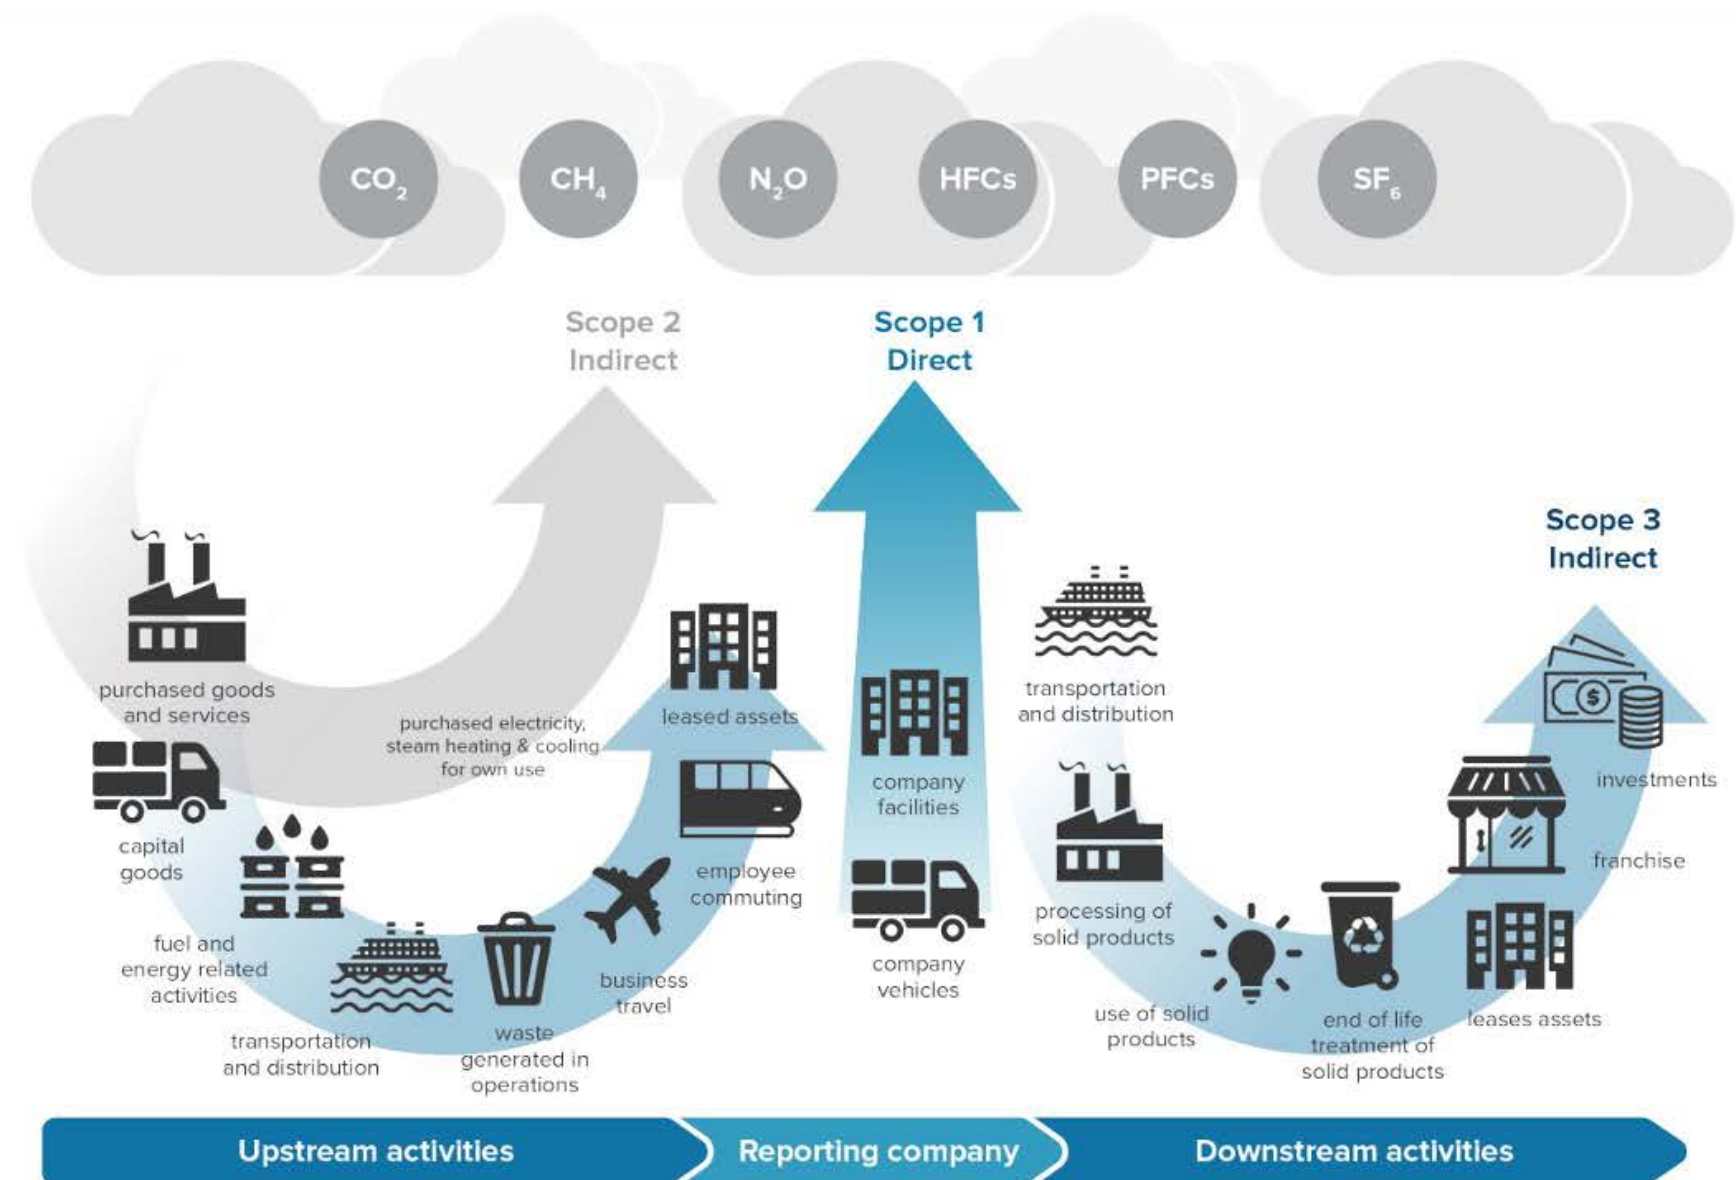 CO2
CH4
N2O
HFCs
PFCs
SF6
Scope 2
Indirect
Scope 1
Direct
Scope 3
Indirect
purchased goods
and services
capital
goods
fuel and
energy related
activities
transportation
and distribution
waste
generated in
operations
business
travel
employee
commuting
leased assets
purchased electricity,
steam heating & cooling
for own use
company
facilities
company
vehicles
transportation
and distribution
processing of
solid products
use of solid
products
end of life
treatment of
solid products
leases assets
franchise
investments
Upstream activities
Reporting company
Downstream activities